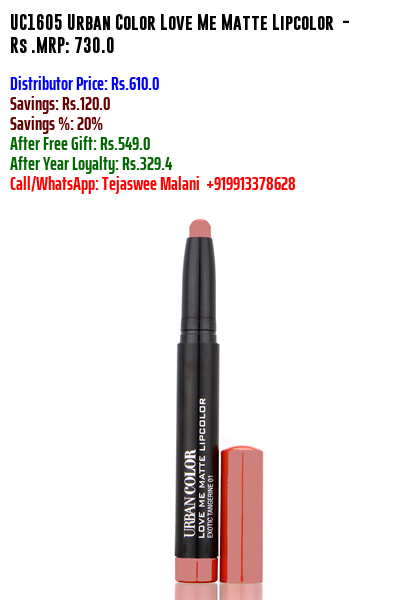 UC1605 Urban Color Love Me Matte Lipcolor -
Rs .MRP: 730.0
Distributor Price: Rs.610.0
Savings: Rs.120.0
Savings %: 20%
After Free Gift: Rs.549.0
After Year Loyalty: Rs.329.4
Call/WhatsApp: Tejaswee Malani +919913378628
URBAN COLOR
LOVE ME MATTE LIPCOLOR
EXOTIC TANGERINE 01